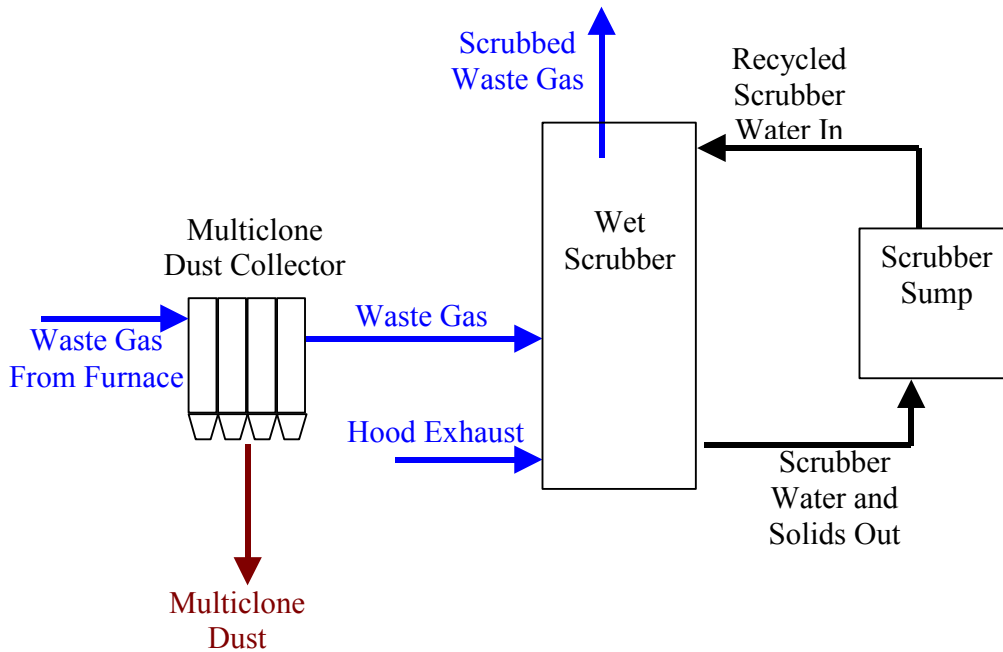 Scrubbed
Waste Gas
Recycled
Scrubber
Water In
Wet
Scrubber
Scrubber
Sump
Multiclone
Dust Collector
Waste Gas
From Furnace
Waste Gas
Hood Exhaust
Scrubber
Water and
Solids Out
Multiclone
Dust